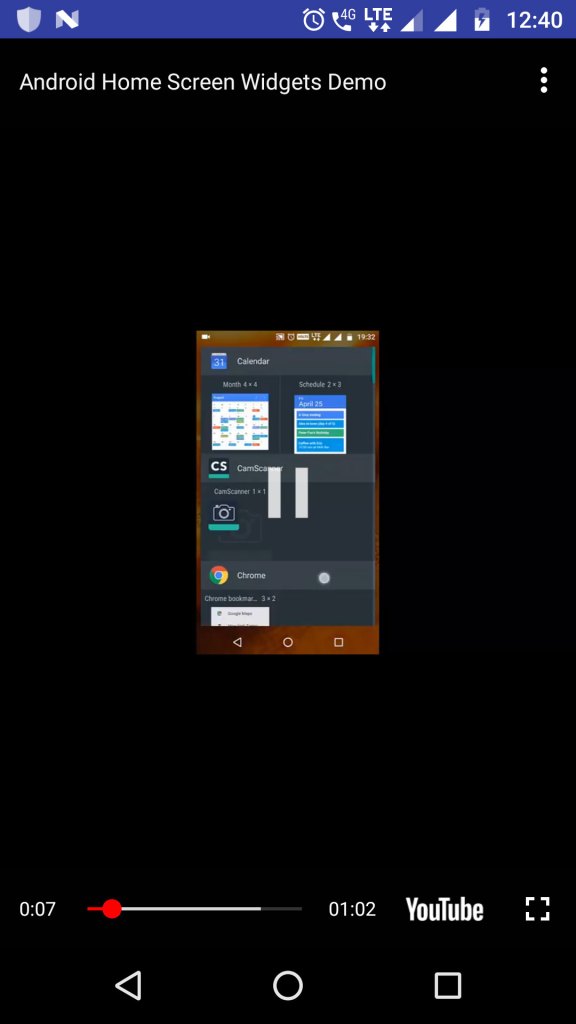 4G LTE 12:40
Android Home Screen Widgets Demo
19:32
31 Calendar
Month 4 × 4 Schedule 2 × 3
April 25
CS CamScanner
CamScanner 1 × 1
Chrome
Chrome bookmar... 3 × 2
Google Maps
0:07 01:02 YouTube